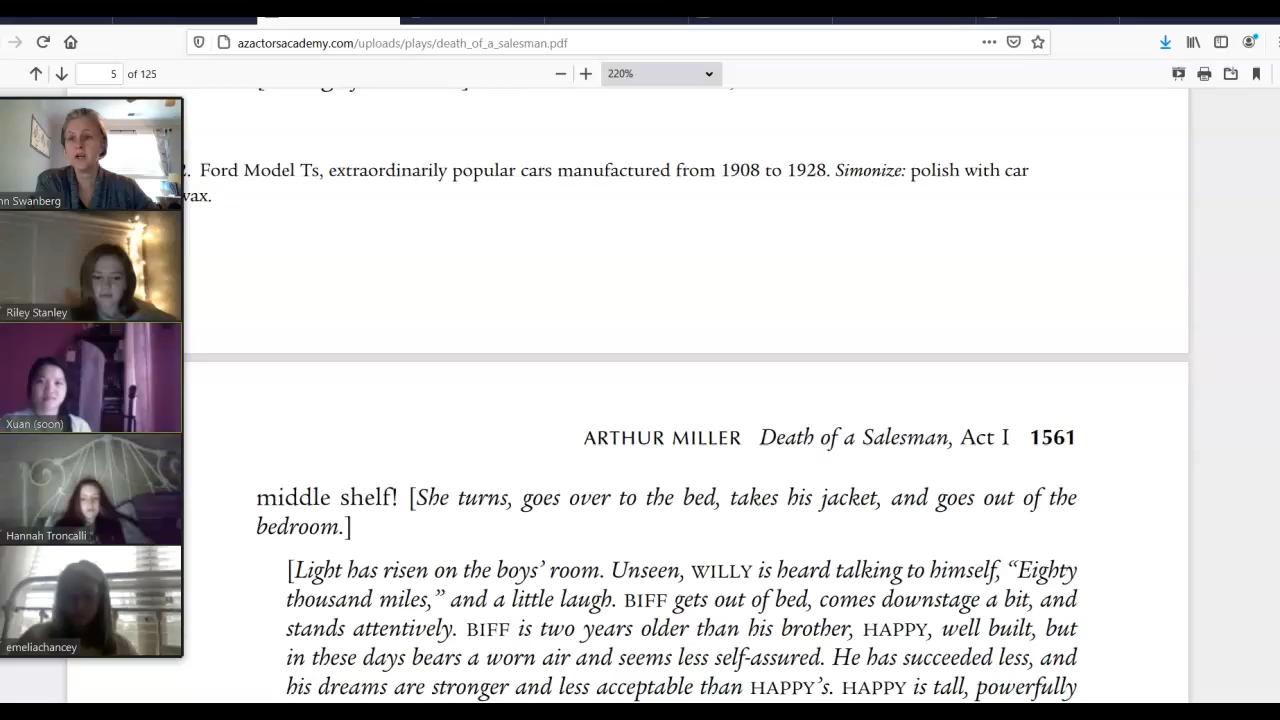 azactorsacademy.com/uploads/plays/death_of_a_salesman.pdf
5 of 125
220%
2. Ford Model Ts, extraordinarily popular cars manufactured from 1908 to 1928. Simonize: polish with car
wax.
nn Swanberg
Riley Stanley
Xuan (soon)
Hannah Troncalli
emeliachancey
ARTHUR MILLER Death of a Salesman, Act I 1561
middle shelf! [She turns, goes over to the bed, takes his jacket, and goes out of the
bedroom.]
[Light has risen on the boys’ room. Unseen, WILLY is heard talking to himself, “Eighty
thousand miles,” and a little laugh. BIFF gets out of bed, comes downstage a bit, and
stands attentively. BIFF is two years older than his brother, HAPPY, well built, but
in these days bears a worn air and seems less self-assured. He has succeeded less, and
his dreams are stronger and less acceptable than HAPPY’s. HAPPY is tall, powerfully